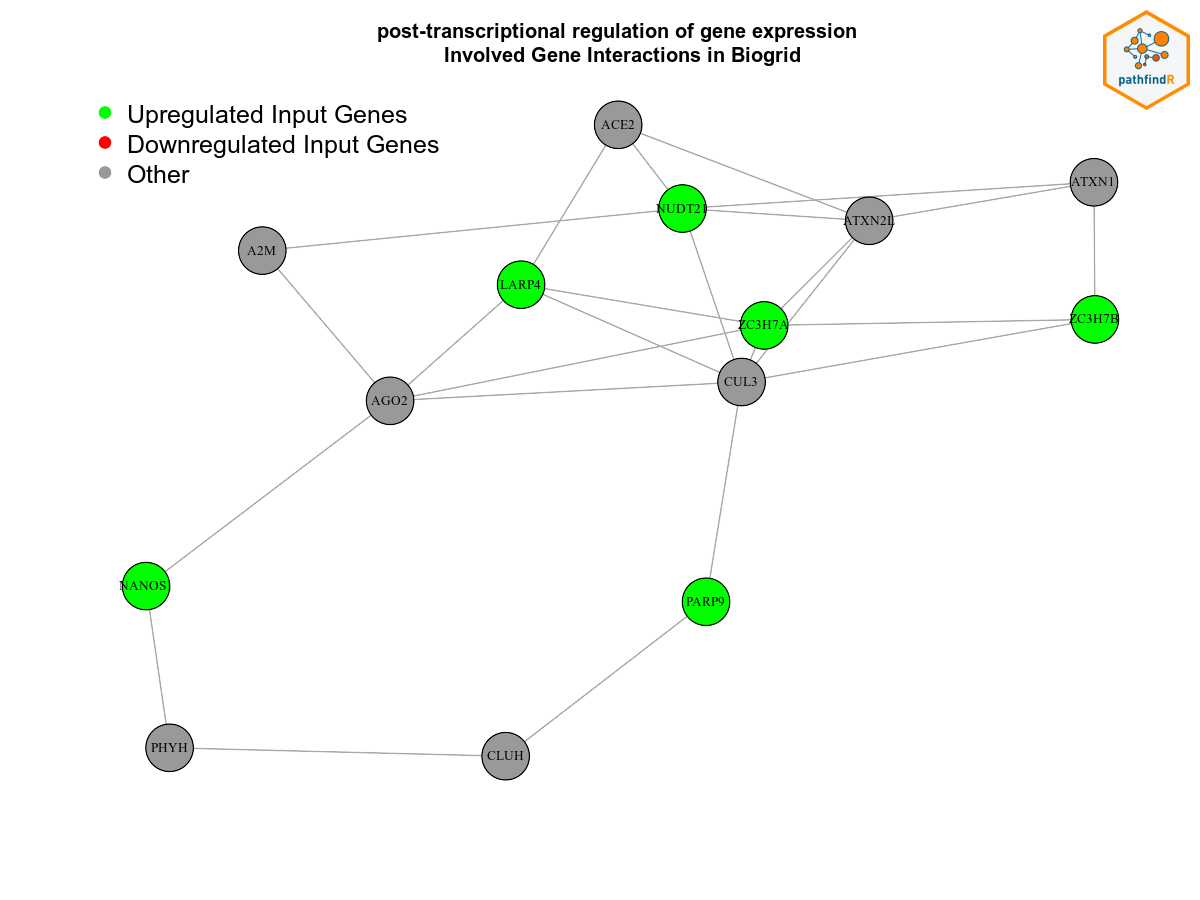 post-transcriptional regulation of gene expression
Involved Gene Interactions in Biogrid
pathfindR
Upregulated Input Genes
Downregulated Input Genes
Other
ACE2
ATXN1
NUDT21
ATXN2L
A2M
LARP4
ZC3H7A
ZC3H7B
CUL3
AGO2
NANOS
PARP9
PHYH
CLUH